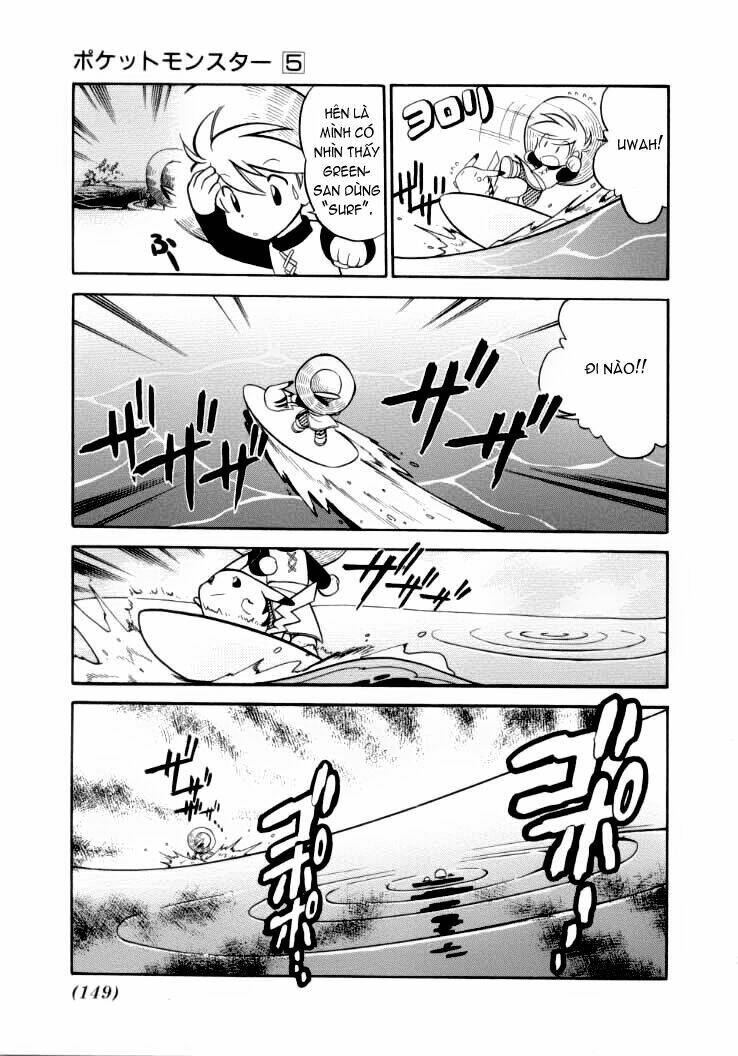 ポケットモンスター 5
ヨロリ
UWAH!
HÊN LÀ
MÌNH CÓ
NHÌN THẤY
GREEN-
SAN DÙNG
"SURF".
ふぅ
ĐI NÀO!!
ザザザ
ザザザ
ザザザ
ザザザ
ゴポ…
ゴポポ…
(149)